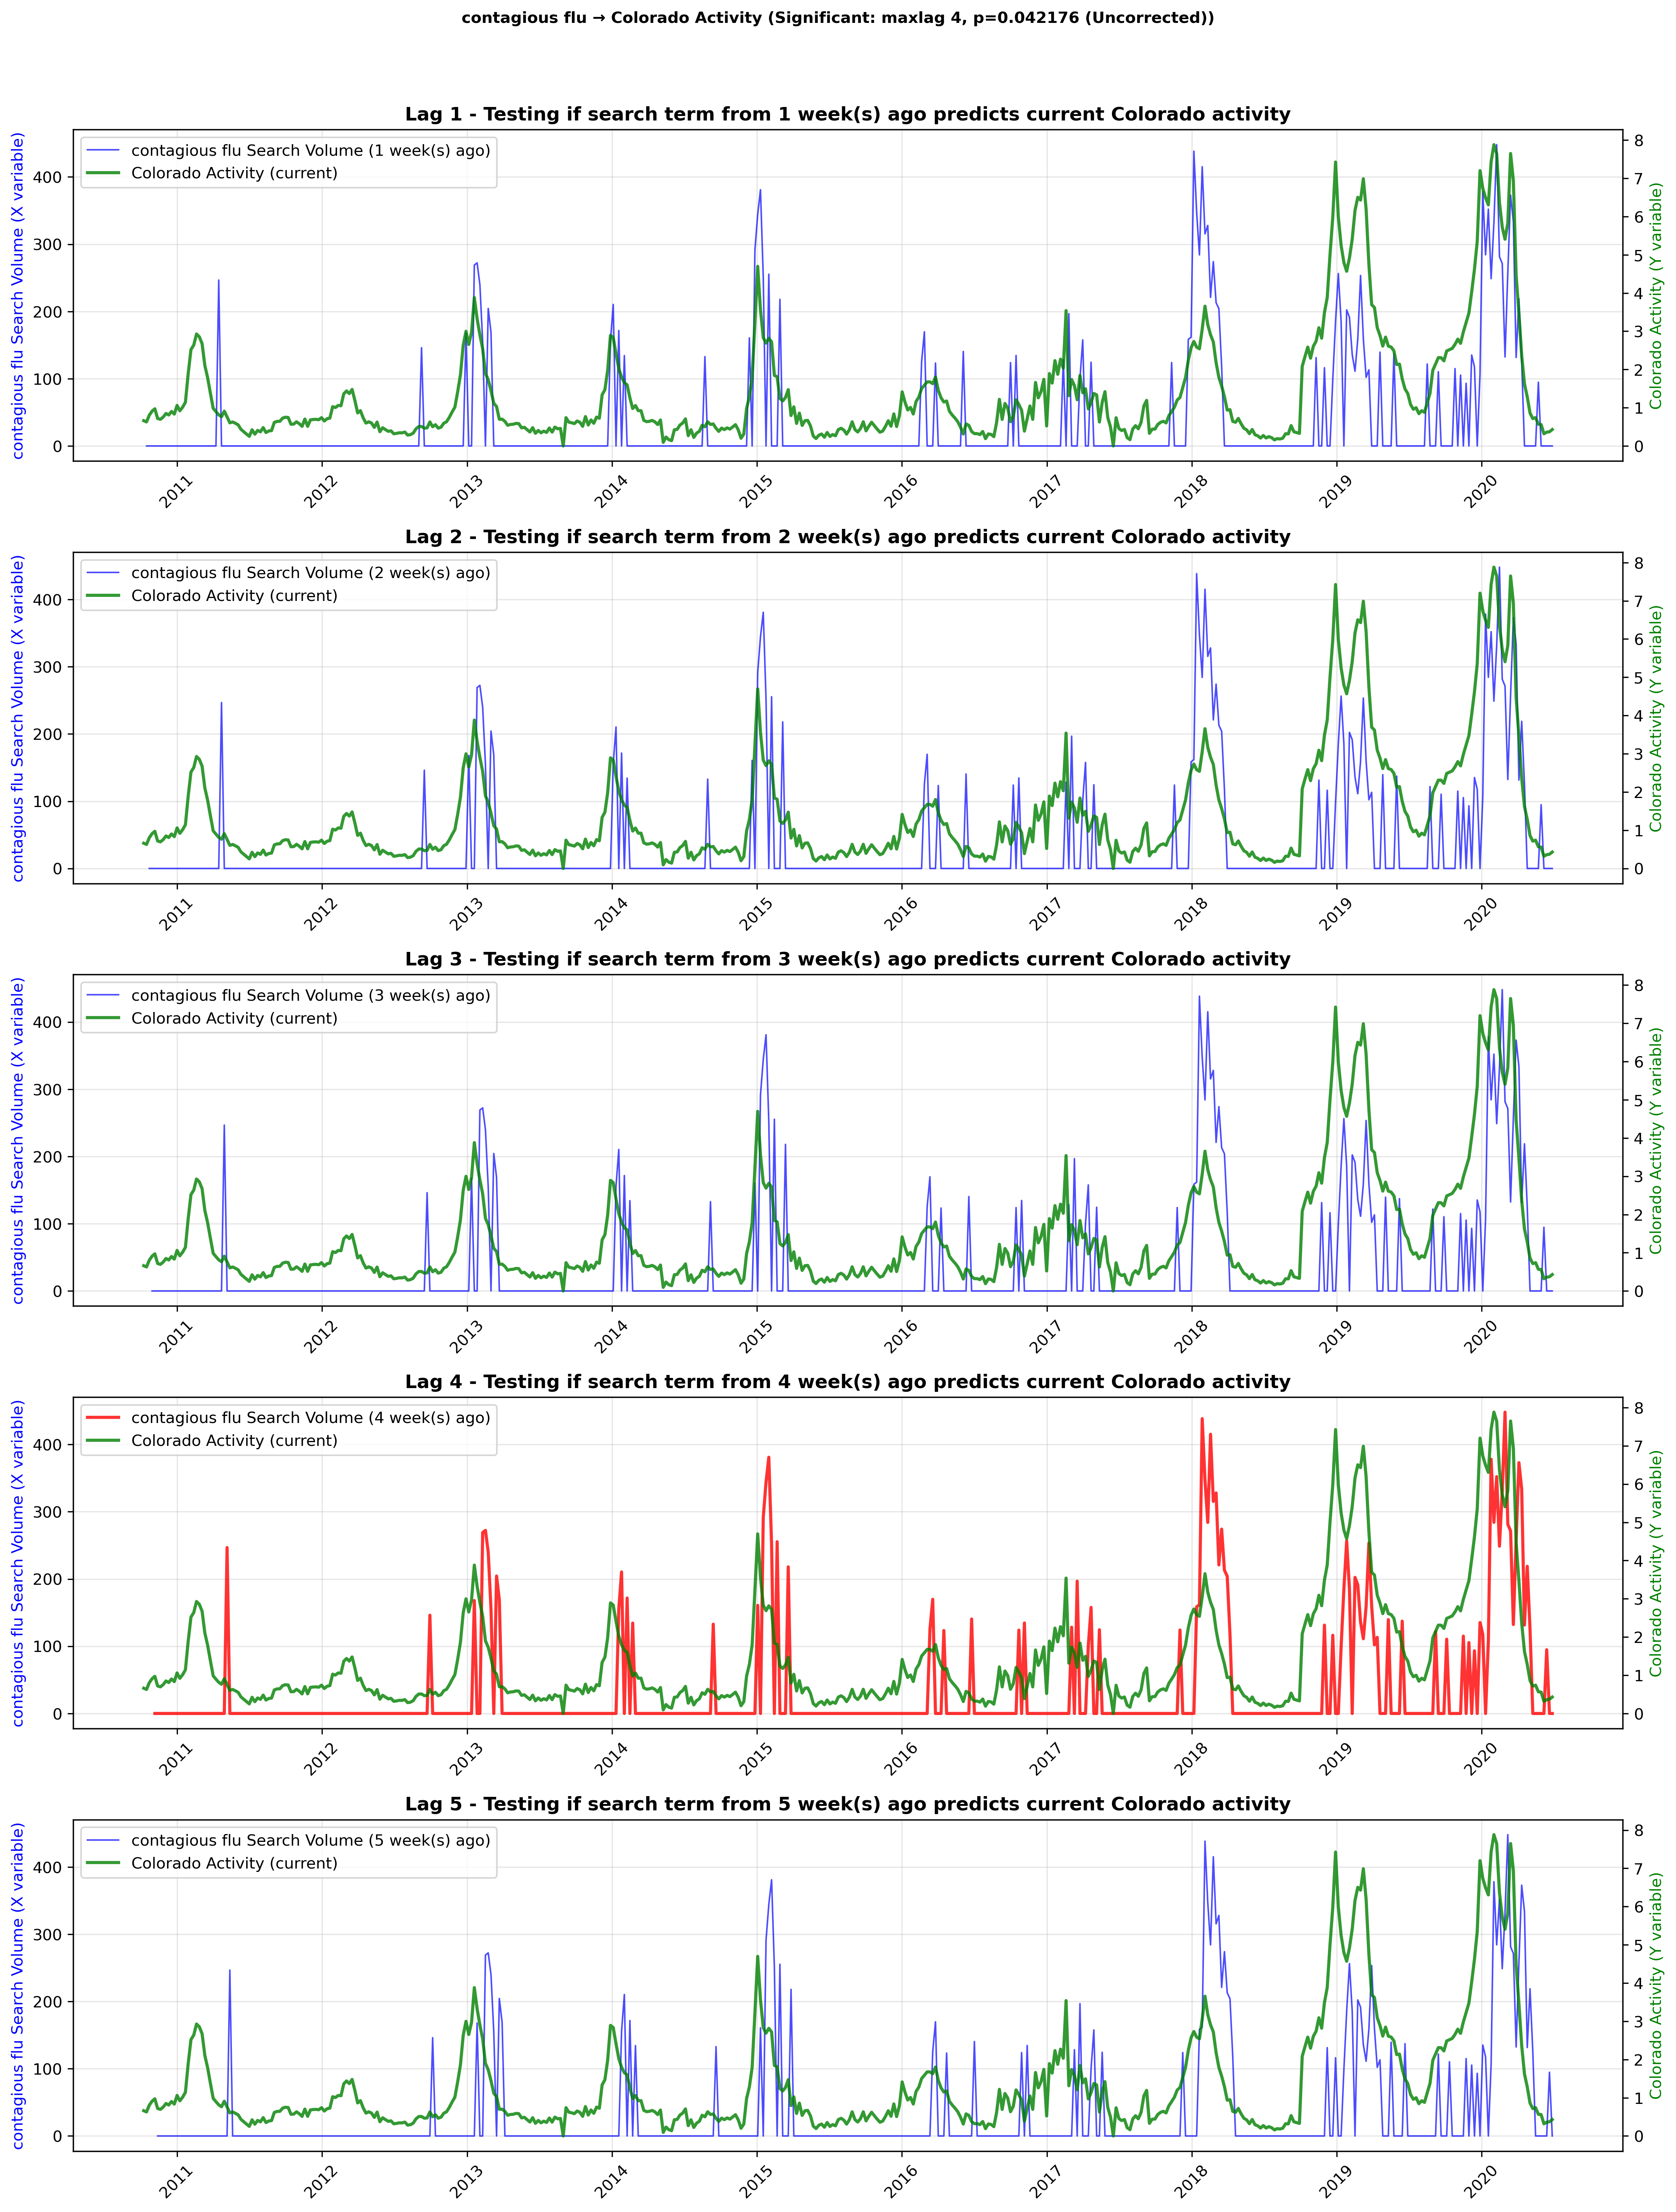 contagious flu → Colorado Activity (Significant: maxlag 4, p=0.042176 (Uncorrected))
Lag 1 - Testing if search term from 1 week(s) ago predicts current Colorado activity
contagious flu Search Volume (1 week(s) ago)
Colorado Activity (current)
contagious flu Search Volume (X variable)
400
300
200
100
0
8
7
6
5
4
3
2
1
0
Colorado Activity (Y variable)
2011 2012 2013 2014 2015 2016 2017 2018 2019 2020
Lag 2 - Testing if search term from 2 week(s) ago predicts current Colorado activity
contagious flu Search Volume (2 week(s) ago)
Colorado Activity (current)
contagious flu Search Volume (X variable)
400
300
200
100
0
8
7
6
5
4
3
2
1
0
Colorado Activity (Y variable)
2011 2012 2013 2014 2015 2016 2017 2018 2019 2020
Lag 3 - Testing if search term from 3 week(s) ago predicts current Colorado activity
contagious flu Search Volume (3 week(s) ago)
Colorado Activity (current)
contagious flu Search Volume (X variable)
400
300
200
100
0
8
7
6
5
4
3
2
1
0
Colorado Activity (Y variable)
2011 2012 2013 2014 2015 2016 2017 2018 2019 2020
Lag 4 - Testing if search term from 4 week(s) ago predicts current Colorado activity
contagious flu Search Volume (4 week(s) ago)
Colorado Activity (current)
contagious flu Search Volume (X variable)
400
300
200
100
0
8
7
6
5
4
3
2
1
0
Colorado Activity (Y variable)
2011 2012 2013 2014 2015 2016 2017 2018 2019 2020
Lag 5 - Testing if search term from 5 week(s) ago predicts current Colorado activity
contagious flu Search Volume (5 week(s) ago)
Colorado Activity (current)
contagious flu Search Volume (X variable)
400
300
200
100
0
8
7
6
5
4
3
2
1
0
Colorado Activity (Y variable)
2011 2012 2013 2014 2015 2016 2017 2018 2019 2020